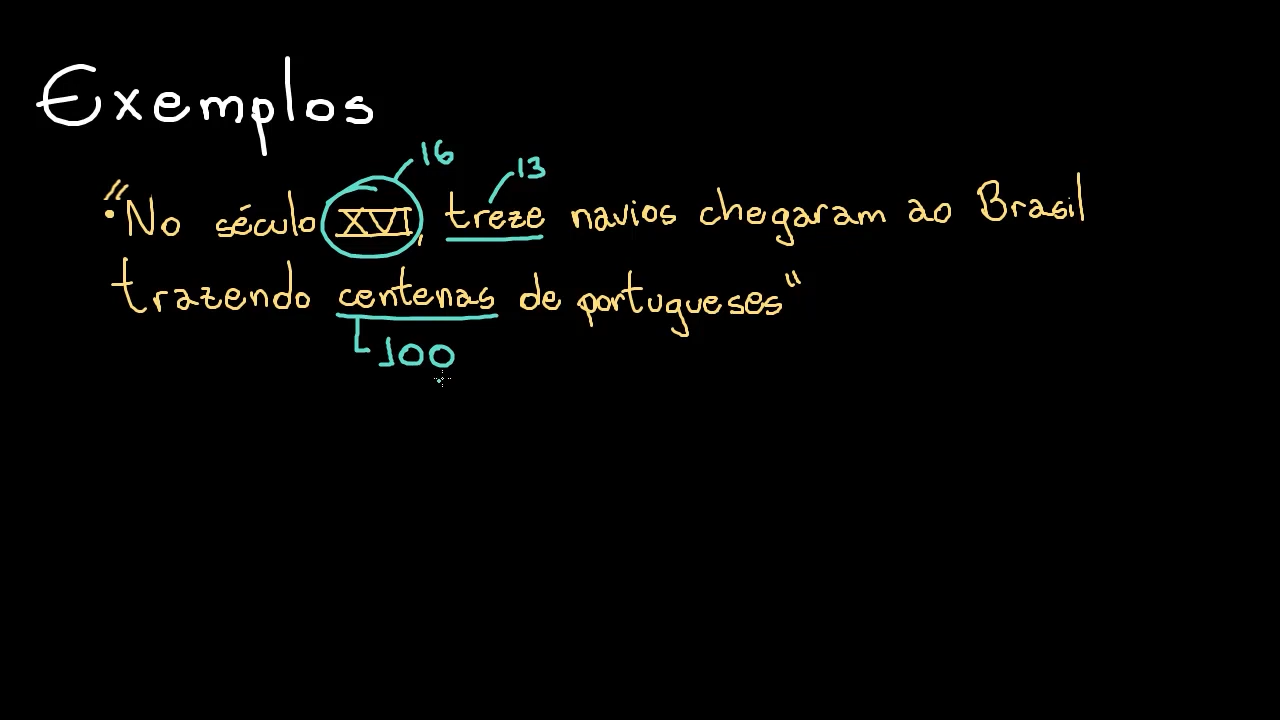 Exemplos
16
13
• "No século XVI, treze navios chegaram ao Brasil
trazendo centenas de portugueses"
100